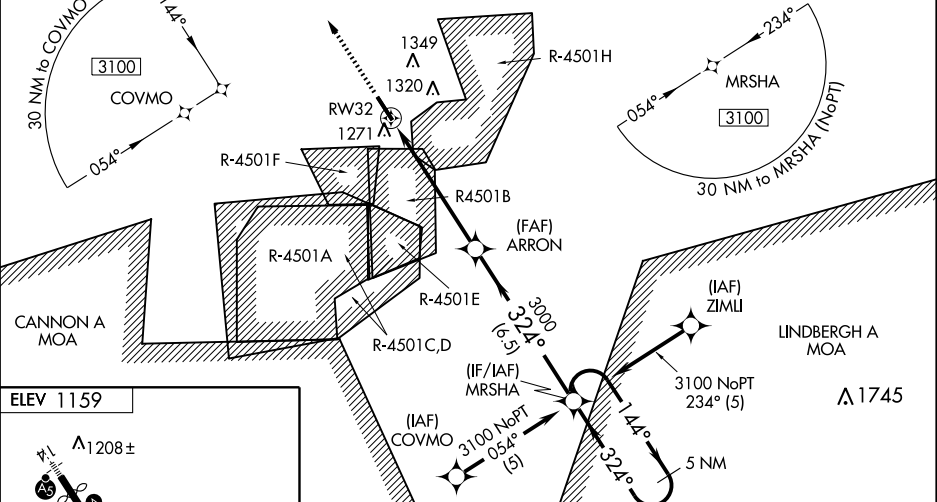 30 NM to COVMO
144°
3100
COVMO
054°
1349
1320
RW32
1271
R-4501H
234°
MRSHA
054°
3100
30 NM to MRSHA (NoPT)
R-4501F
R4501B
R-4501A
R-4501E
R-4501C,D
(FAF)
ARRON
CANNON A
MOA
3000
324°
(6.5)
(IAF)
ZIMLI
LINDBERGH A
MOA
(IF/IAF)
MRSHA
3100 NoPT
234° (5)
1745
ELEV 1159
1208±
14
A5
(IAF)
COVMO
3100 NoPT
054°
(5)
144°
324°
5 NM